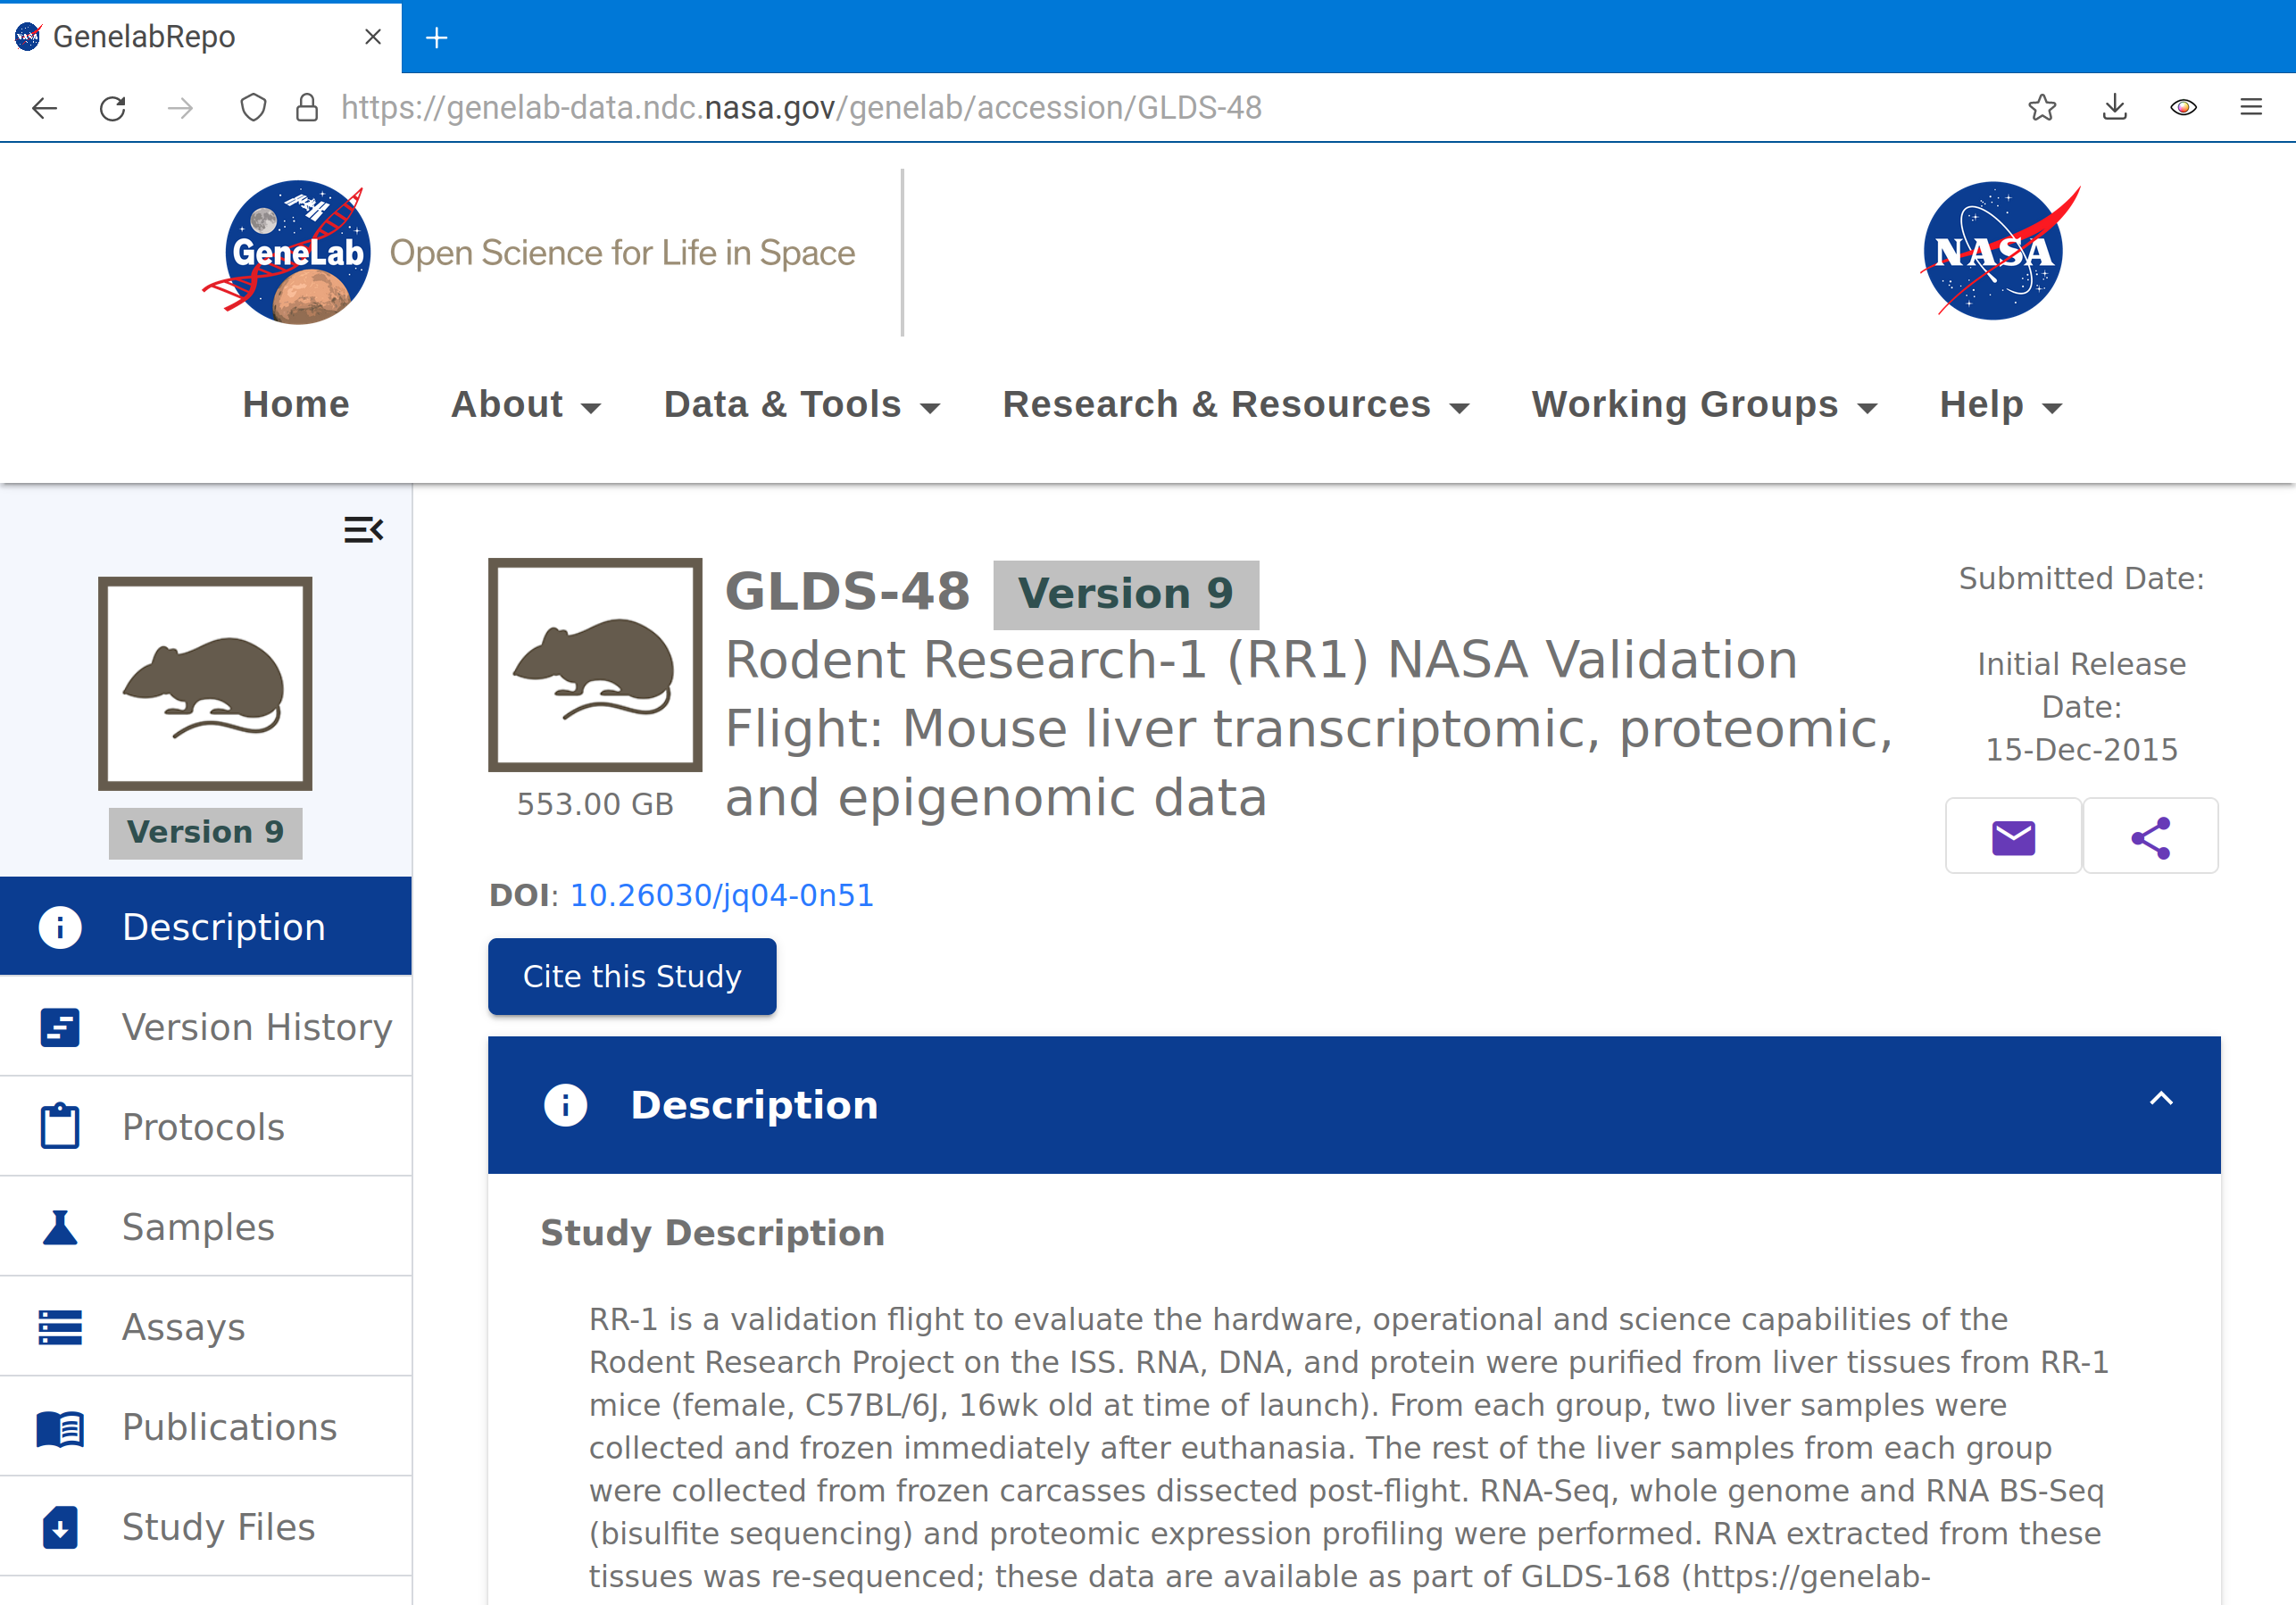 GenelabRepo
https://genelab-data.ndc.nasa.gov/genelab/accession/GLDS-48
GeneLab
Open Science for Life in Space
NASA
Home
About
Data & Tools
Research & Resources
Working Groups
Help
Version 9
Description
Version History
Protocols
Samples
Assays
Publications
Study Files
553.00 GB
GLDS-48
Version 9
Rodent Research-1 (RR1) NASA Validation
Flight: Mouse liver transcriptomic, proteomic,
and epigenomic data
Submitted Date:
Initial Release
Date:
15-Dec-2015
DOI: 10.26030/jq04-0n51
Cite this Study
Description
Study Description
RR-1 is a validation flight to evaluate the hardware, operational and science capabilities of the
Rodent Research Project on the ISS. RNA, DNA, and protein were purified from liver tissues from RR-1
mice (female, C57BL/6J, 16wk old at time of launch). From each group, two liver samples were
collected and frozen immediately after euthanasia. The rest of the liver samples from each group
were collected from frozen carcasses dissected post-flight. RNA-Seq, whole genome and RNA BS-Seq
(bisulfite sequencing) and proteomic expression profiling were performed. RNA extracted from these
tissues was re-sequenced; these data are available as part of GLDS-168 (https://genelab-